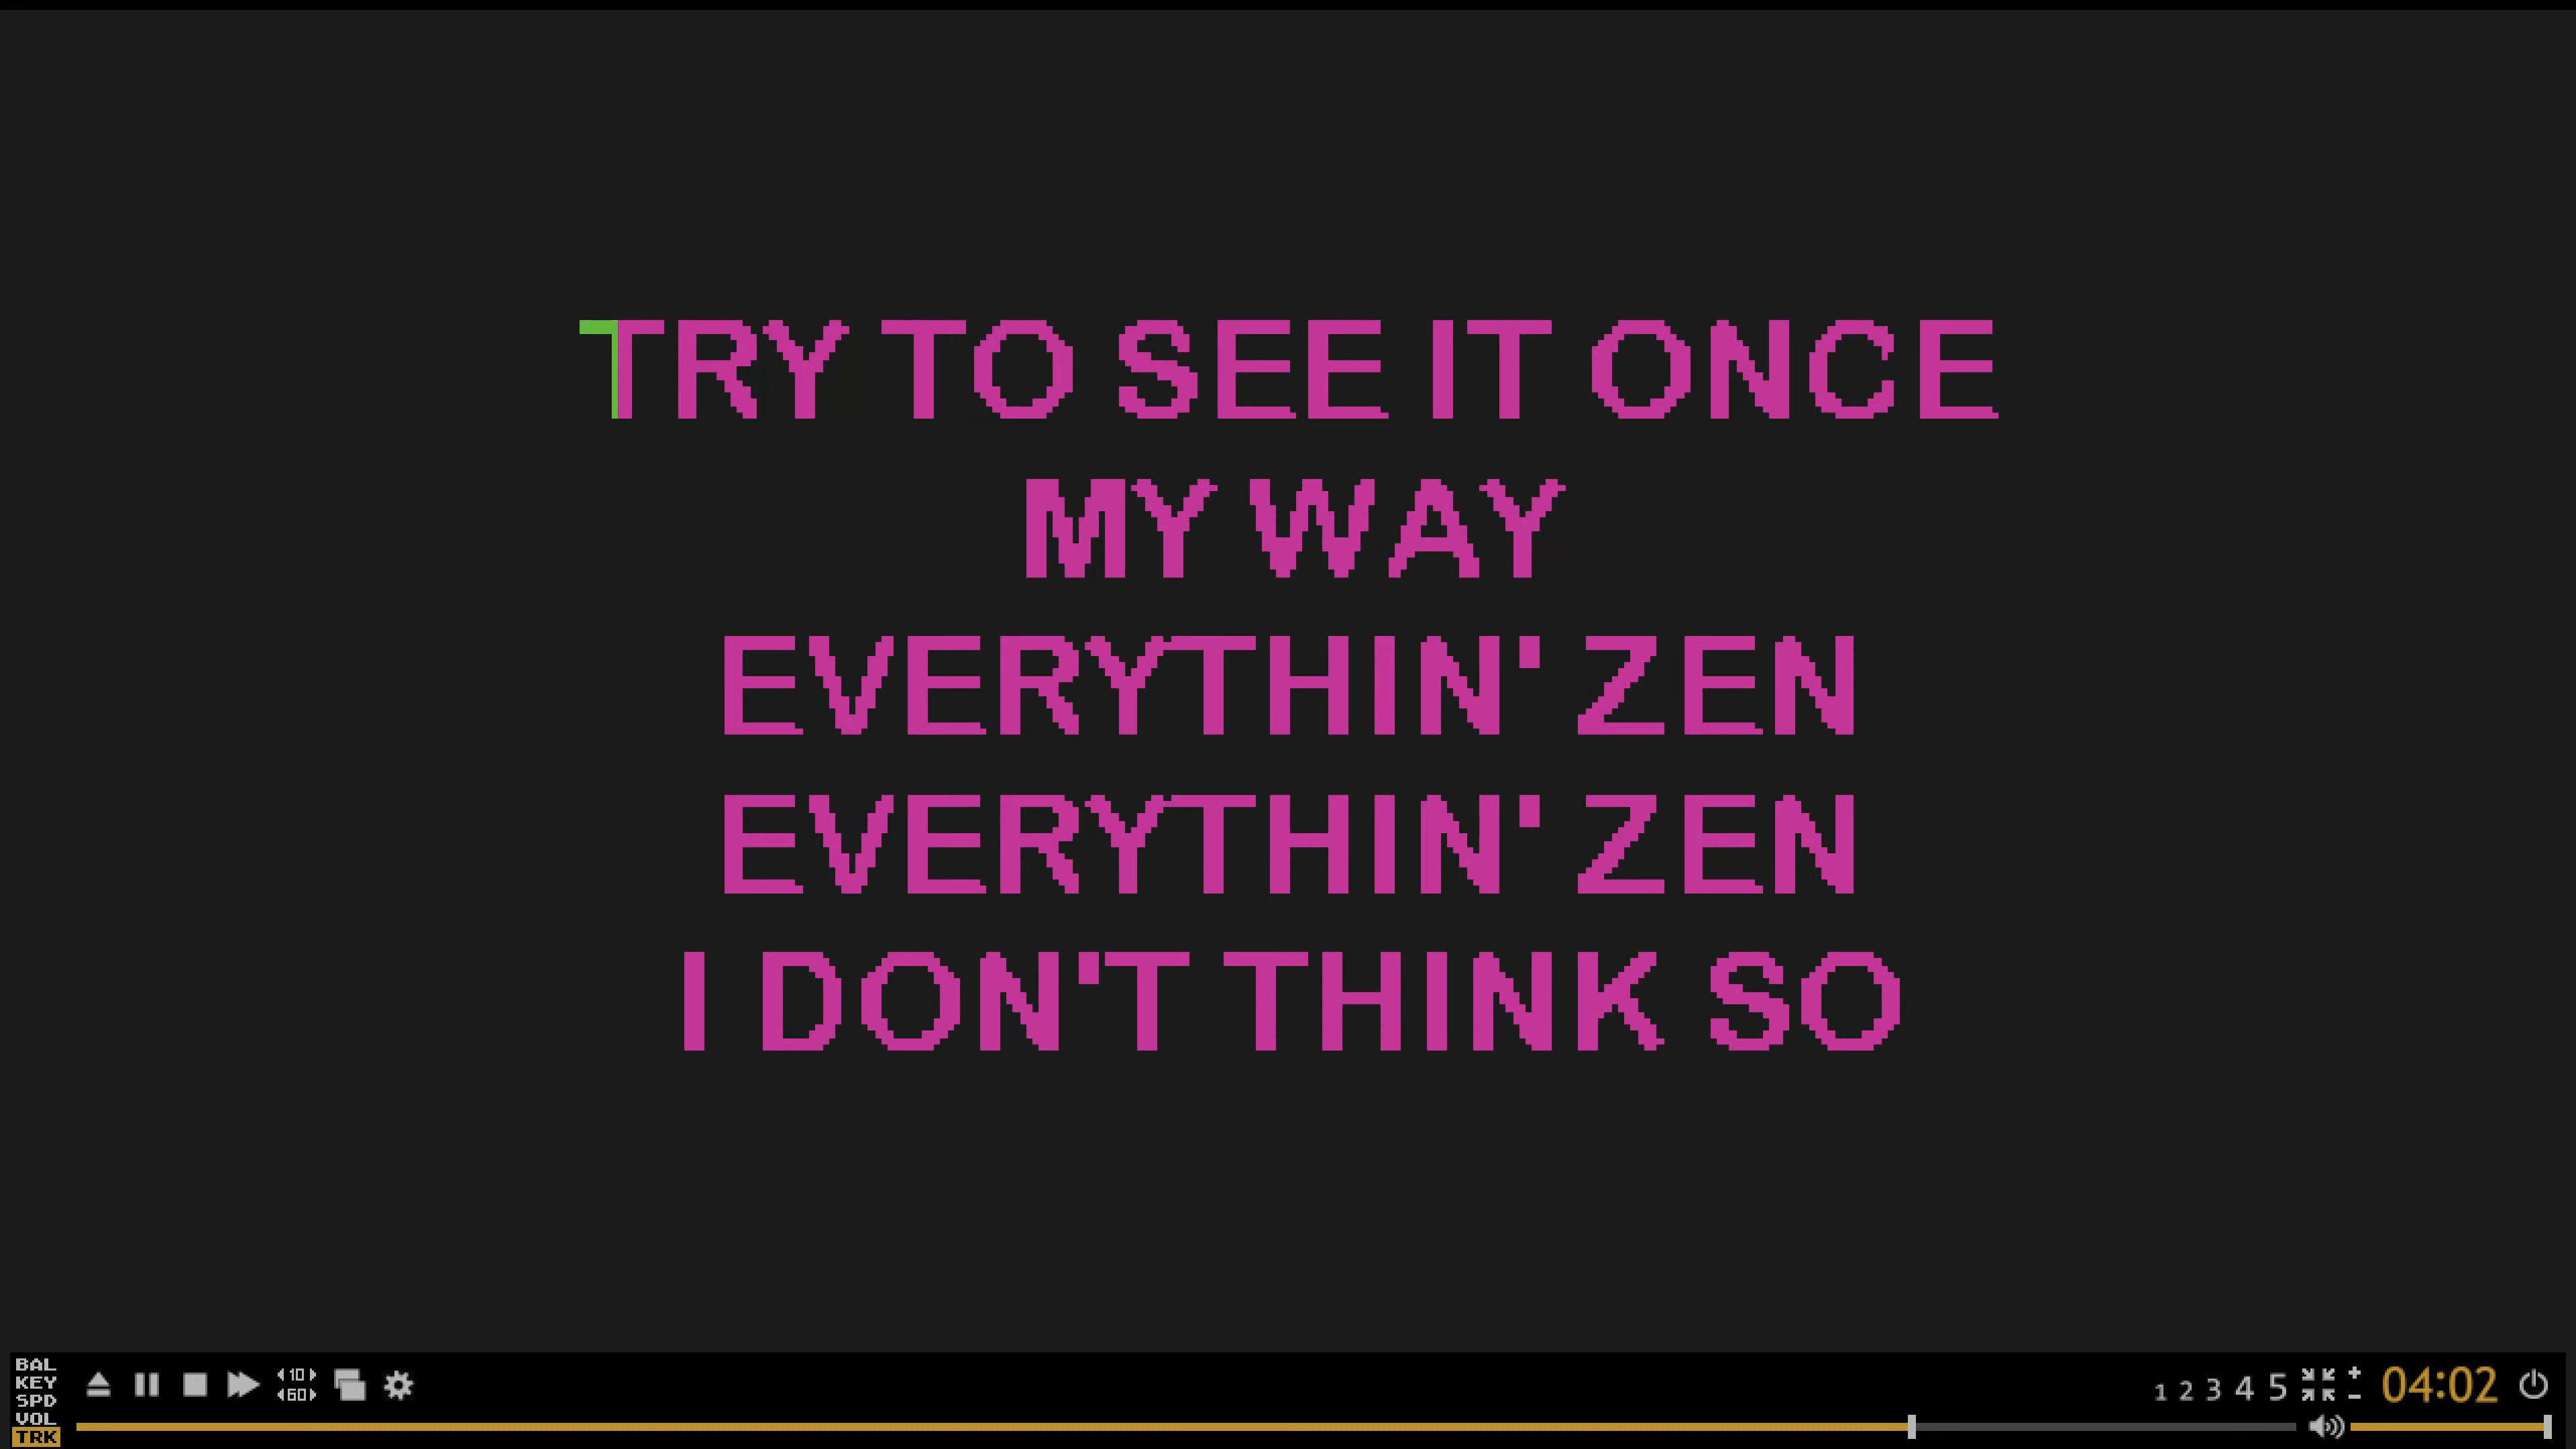 TRY TO SEE IT ONCE
MY WAY
EVERYTHIN' ZEN
EVERYTHIN' ZEN
I DON'T THINK SO
BAL
KEY
SPD
VOL
TRK
10
60
1 2 3 4 5 + - 04:02